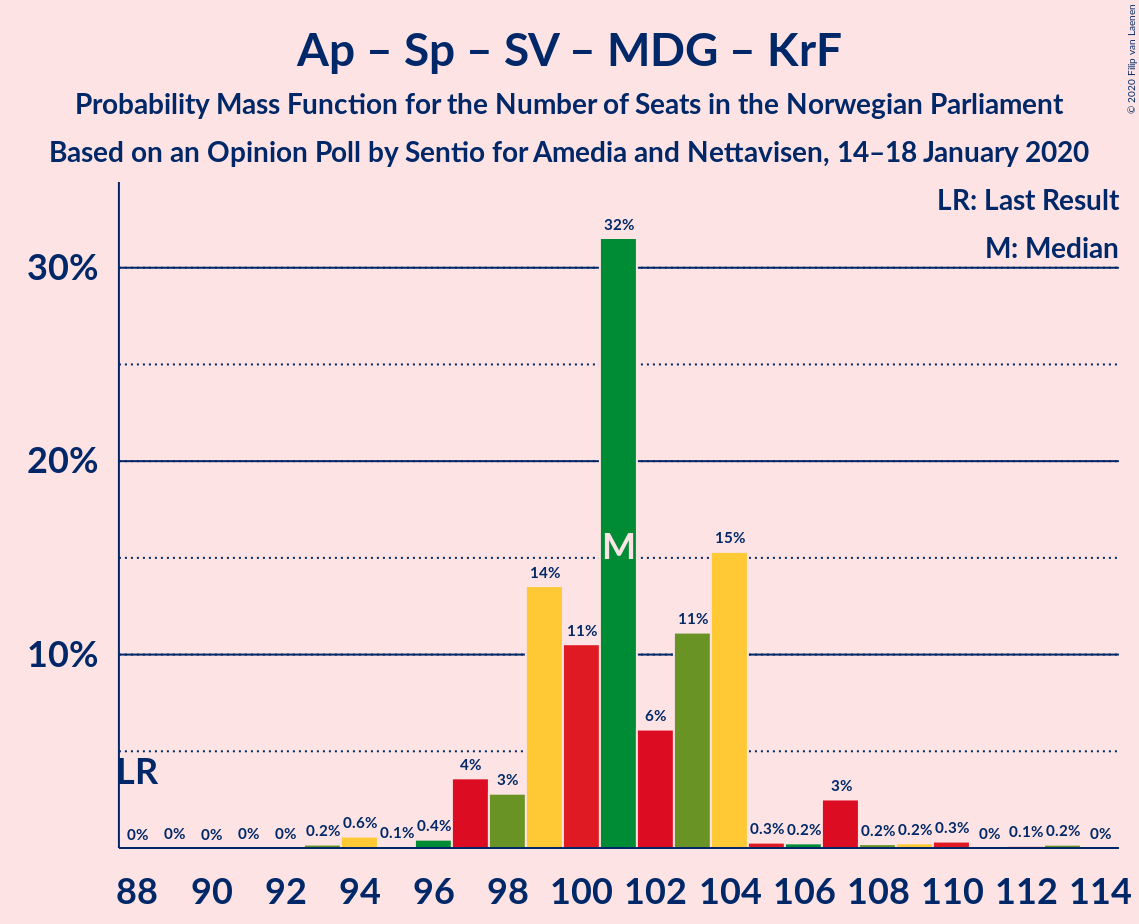 Ap – Sp – SV – MDG – KrF
Probability Mass Function for the Number of Seats in the Norwegian Parliament
Based on an Opinion Poll by Sentio for Amedia and Nettavisen, 14–18 January 2020
© 2020 Filip van Laenen
LR: Last Result
M: Median
30%
20%
10%
LR
M
0% 0% 0% 0% 0% 0.2% 0.6% 0.1% 0.4% 4% 3% 14% 11% 32% 6% 11% 15% 0.3% 0.2% 3% 0.2% 0.2% 0.3% 0% 0.1% 0.2% 0%
88 90 92 94 96 98 100 102 104 106 108 110 112 114